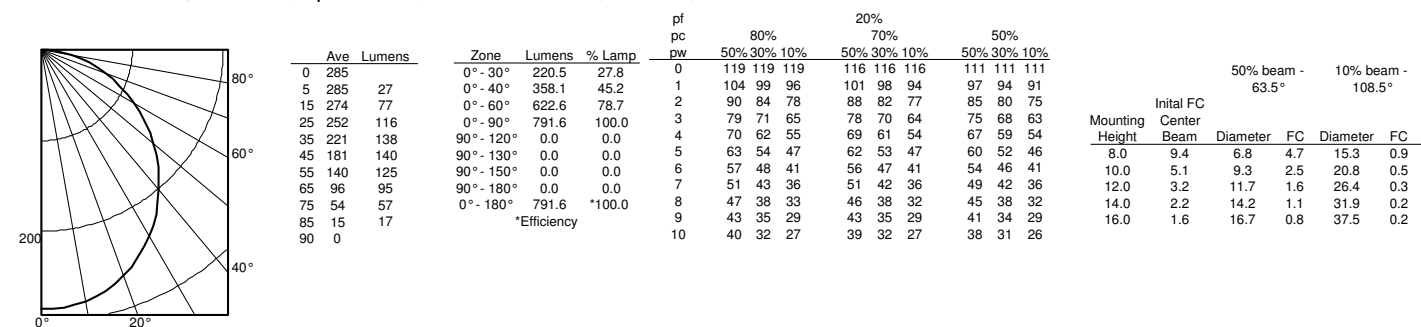 80°
60°
40°
200
0° 20°
Ave Lumens
0 285
5 285 27
15 274 77
25 252 116
35 221 138
45 181 140
55 140 125
65 96 95
75 54 57
85 15 17
90 0
Zone Lumens % Lamp
0° - 30° 220.5 27.8
0° - 40° 358.1 45.2
0° - 60° 622.6 78.7
0° - 90° 791.6 100.0
90° - 120° 0.0 0.0
90° - 130° 0.0 0.0
90° - 150° 0.0 0.0
90° - 180° 0.0 0.0
0° - 180° 791.6 *100.0
*Efficiency
pf 20%
pc 80% 70% 50%
pw 50% 30% 10% 50% 30% 10% 50% 30% 10%
0 119 119 119 116 116 116 111 111 111
1 104 99 96 101 98 94 97 94 91
2 90 84 78 88 82 77 85 80 75
3 79 71 65 78 70 64 75 68 63
4 70 62 55 69 61 54 67 59 54
5 63 54 47 62 53 47 60 52 46
6 57 48 41 56 47 41 54 46 41
7 51 43 36 51 42 36 49 42 36
8 47 38 33 46 38 32 45 38 32
9 43 35 29 43 35 29 41 34 29
10 40 32 27 39 32 27 38 31 26
50% beam - 10% beam -
63.5° 108.5°
Inital FC
Mounting Center
Height Beam Diameter FC Diameter FC
8.0 9.4 6.8 4.7 15.3 0.9
10.0 5.1 9.3 2.5 20.8 0.5
12.0 3.2 11.7 1.6 26.4 0.3
14.0 2.2 14.2 1.1 31.9 0.2
16.0 1.6 16.7 0.8 37.5 0.2